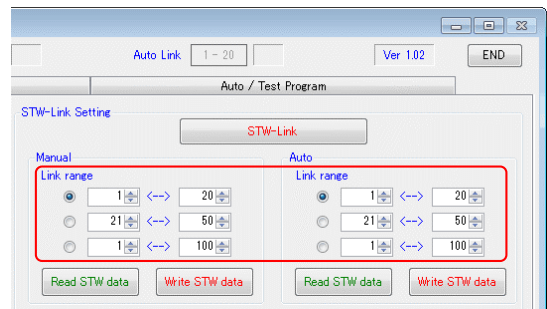 Auto Link 1 - 20 Ver 1.02 END
Auto / Test Program
STW-Link Setting
STW-Link
Manual
Link range
1 <--> 20
21 <--> 50
1 <--> 100
Read STW data Write STW data
Auto
Link range
1 <--> 20
21 <--> 50
1 <--> 100
Read STW data Write STW data